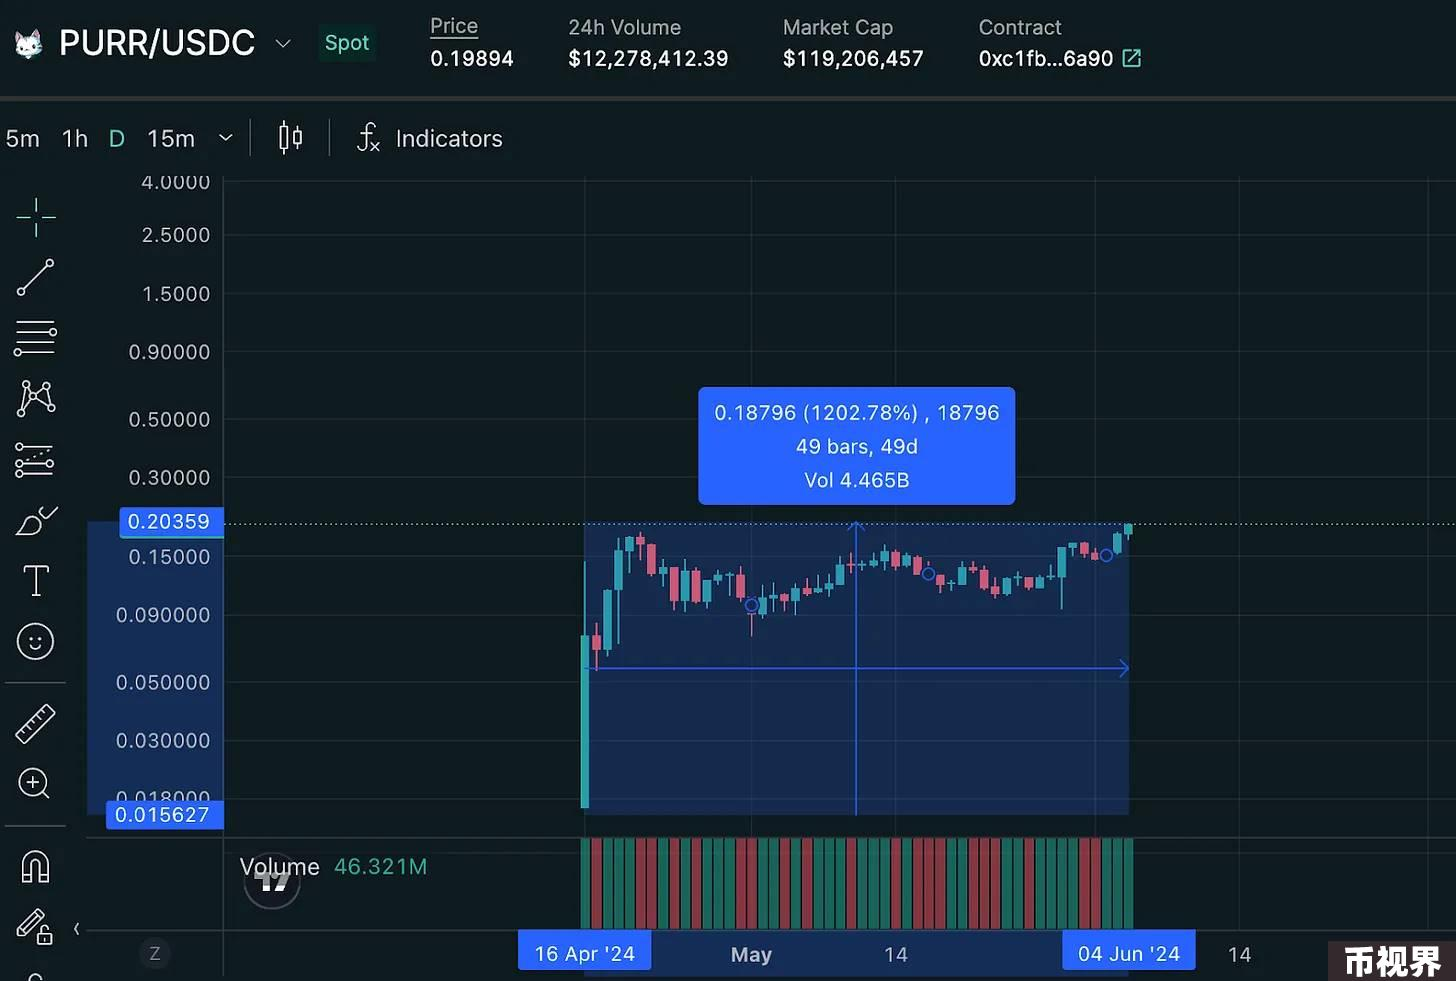 PURR/USDC
Spot
Price
0.19894
24h Volume
$12,278,412.39
Market Cap
$119,206,457
Contract
0xc1fb...6a90
5m 1h D 15m
Indicators
4.0000
2.5000
1.5000
0.90000
0.50000
0.30000
0.20359
0.15000
0.090000
0.050000
0.030000
0.018000
0.015627
0.18796 (1202.78%) , 18796
49 bars, 49d
Vol 4.465B
Volume 46.321M
Z
16 Apr '24
May
14
04 Jun '24
14
币视界